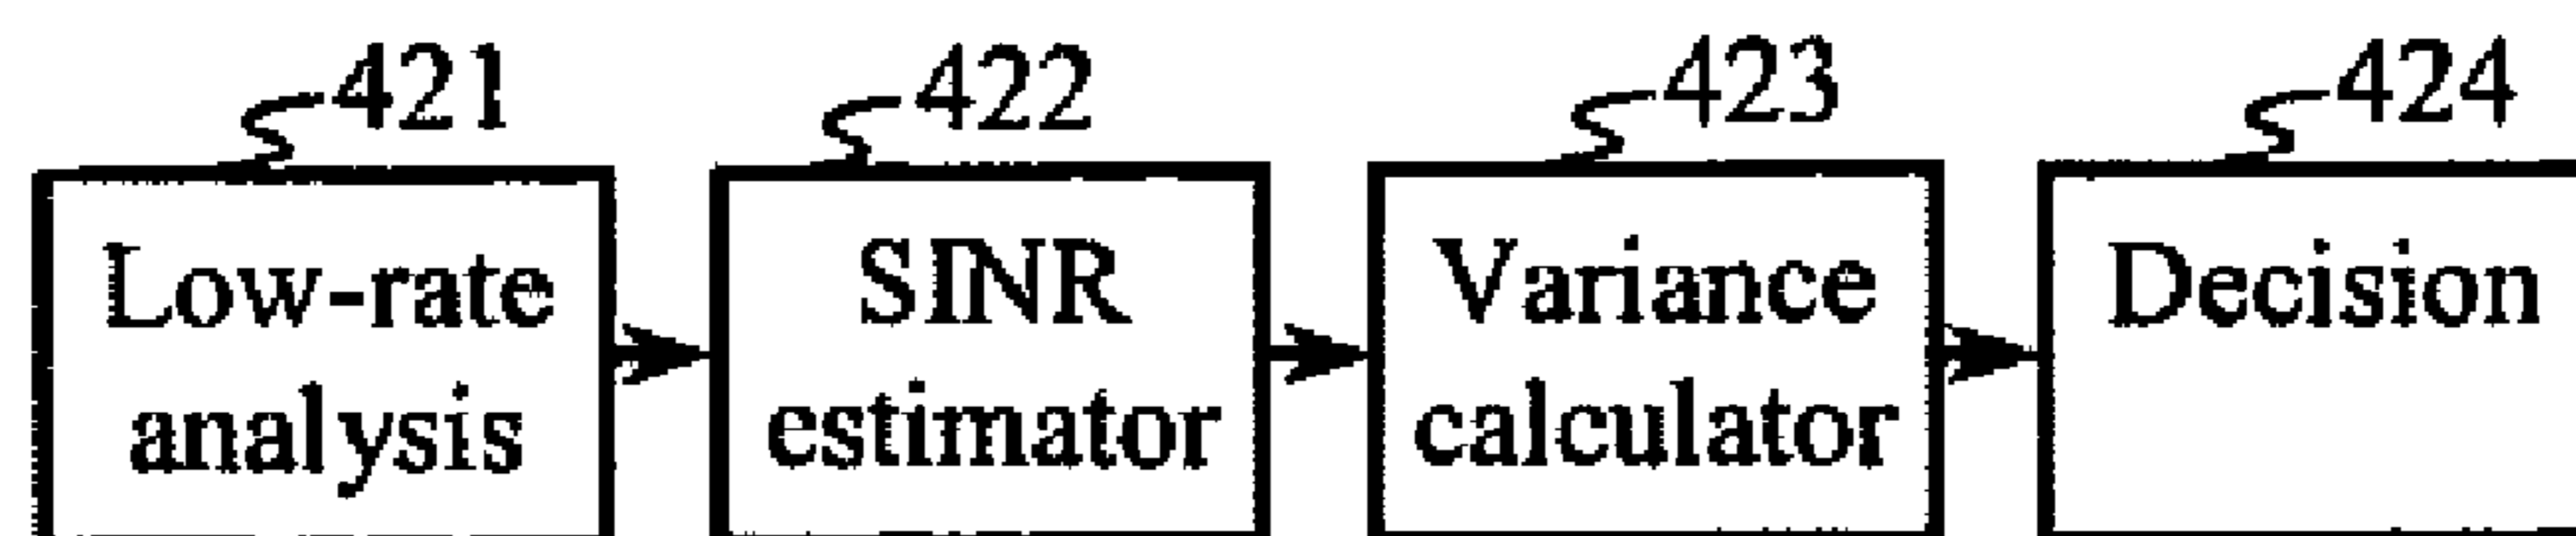 421 422 423 424
Low-rate analysis
SINR estimator
Variance calculator
Decision